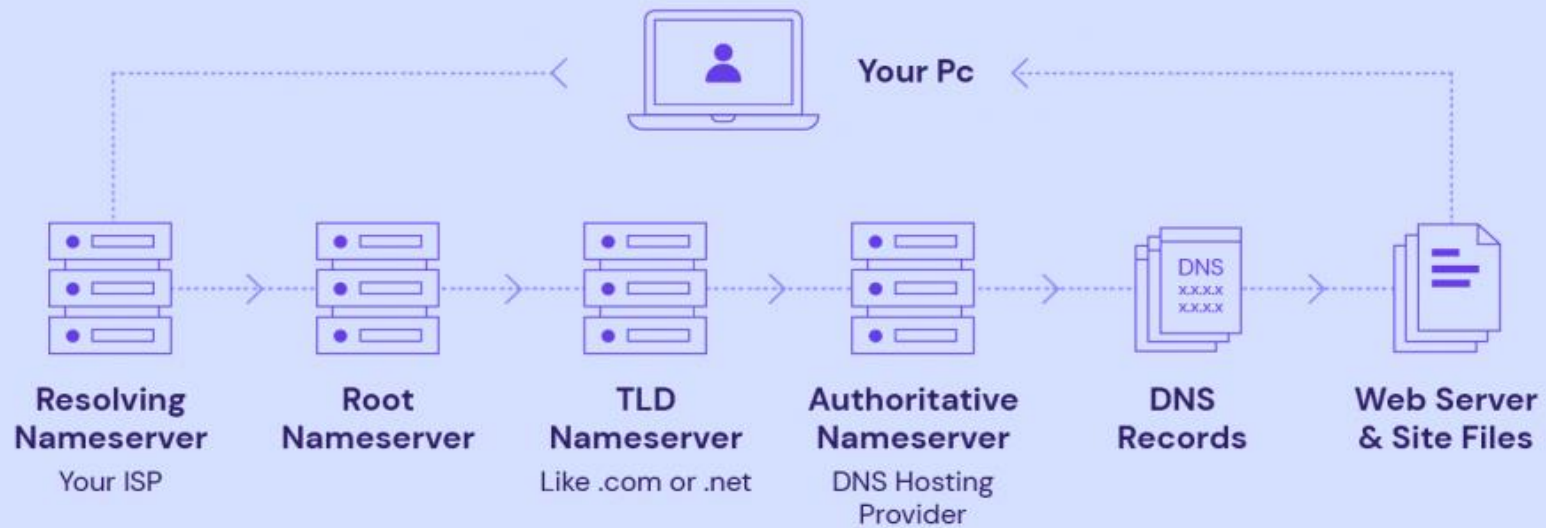 Your Pc
DNS
x.x.x.x
x.x.x.x
Resolving
Nameserver
Your ISP
Root
Nameserver
TLD
Nameserver
Like .com or .net
Authoritative
Nameserver
DNS Hosting
Provider
DNS
Records
Web Server
& Site Files